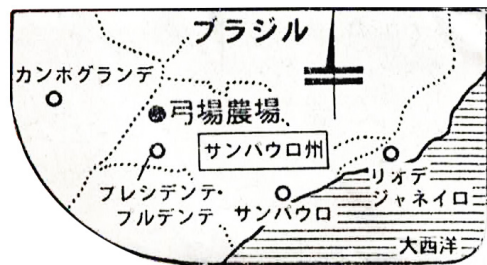 ブラジル
カンポグランデ
弓場農場
サンパウロ州
プレシデンテ・
プルデンテ
サンパウロ
リオデ
ジャネイロ
大西洋